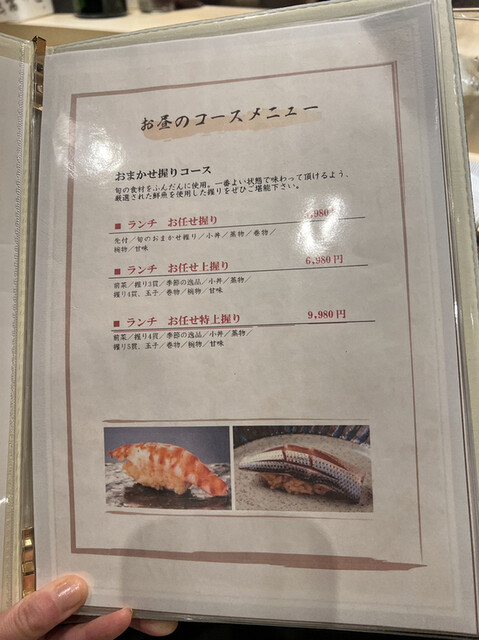 お昼のコースメニュー
おまかせ握りコース
旬の食材をふんだんに使用。一番よい状態で味わって頂けるよう、
厳選された鮮魚を使用した握りをぜひご堪能下さい。
■ ランチ お任せ握り 3,980円
先付／旬のおまかせ握り／小丼／蒸物／巻物／
椀物／甘味
■ ランチ お任せ上握り 6,980円
前菜／握り3貫／季節の逸品／小丼／蒸物／
握り4貫、玉子／巻物／椀物／甘味
■ ランチ お任せ特上握り 9,980円
前菜／握り4貫／季節の逸品／小丼／蒸物／
握り5貫、玉子／巻物／椀物／甘味